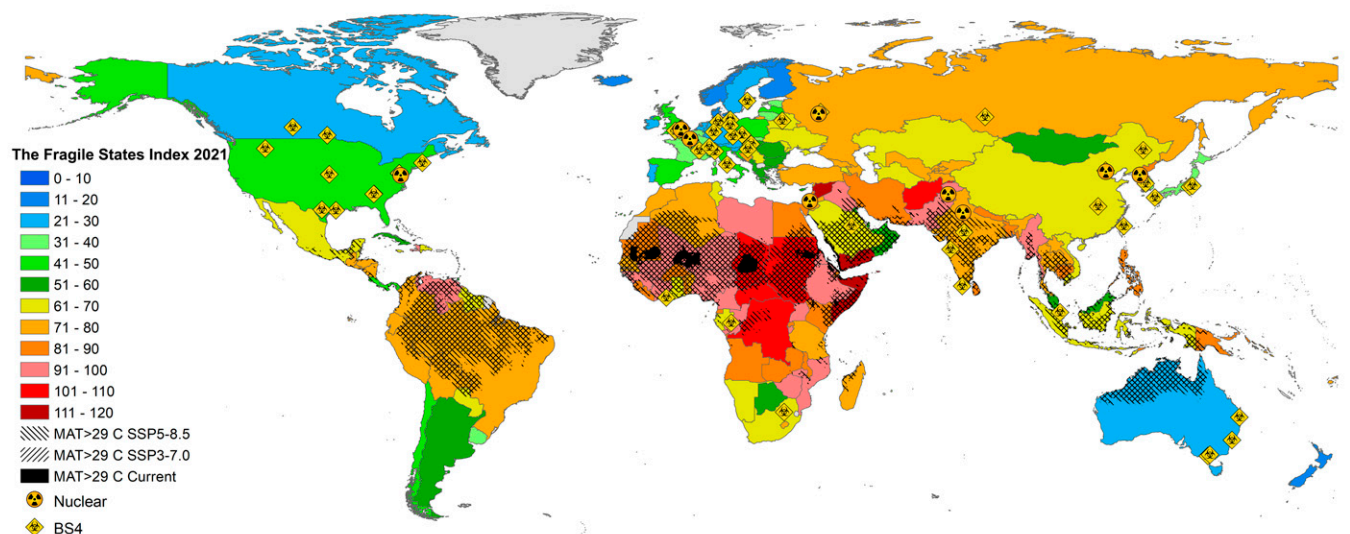 The Fragile States Index 2021
0 - 10
11 - 20
21 - 30
31 - 40
41 - 50
51 - 60
61 - 70
71 - 80
81 - 90
91 - 100
101 - 110
111 - 120
MAT>29 C SSP5-8.5
MAT>29 C SSP3-7.0
MAT>29 C Current
Nuclear
BS4